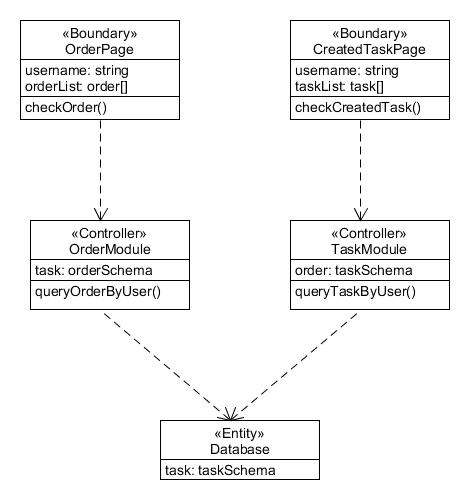 «Boundary»
OrderPage
username: string
orderList: order[]
checkOrder()
«Boundary»
CreatedTaskPage
username: string
taskList: task[]
checkCreatedTask()
«Controller»
OrderModule
task: orderSchema
queryOrderByUser()
«Controller»
TaskModule
order: taskSchema
queryTaskByUser()
«Entity»
Database
task: taskSchema